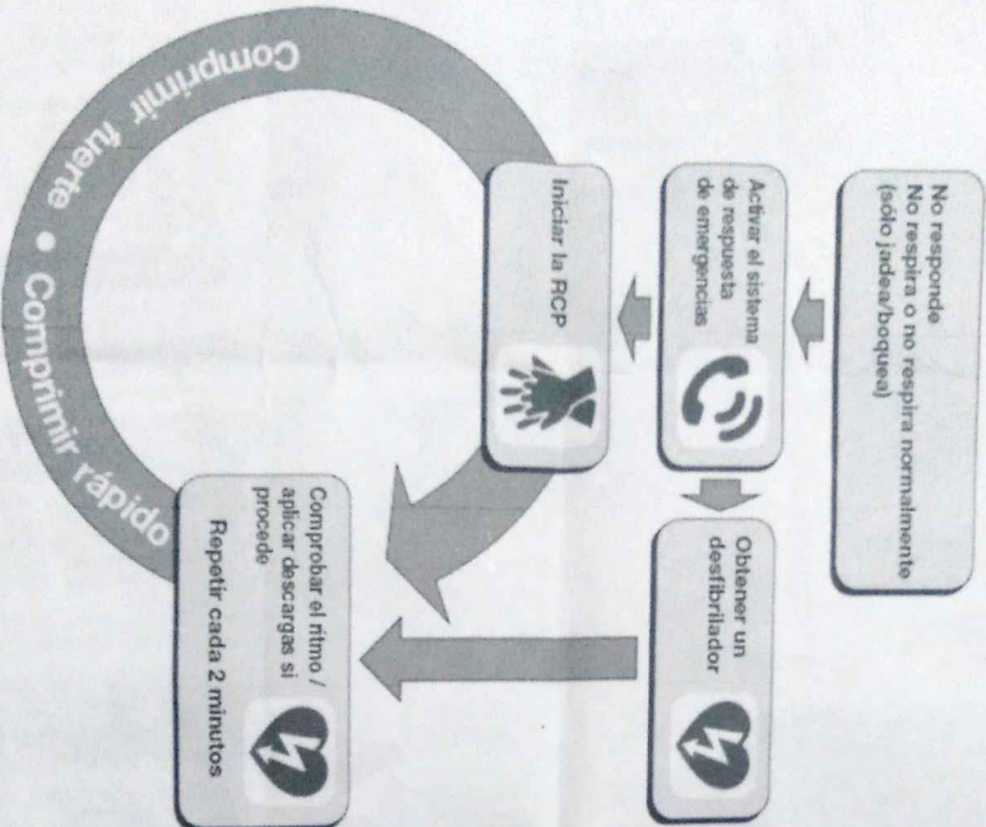 No responde
No respira o no respira normalmente
(sólo jadea/boquea)
Activar el sistema
de respuesta
de emergencias
Obtener un
desfibrilador
Iniciar la RCP
Comprobar el ritmo /
aplicar descargas si
procede
Repetir cada 2 minutos
Comprimir fuerte • Comprimir rápido